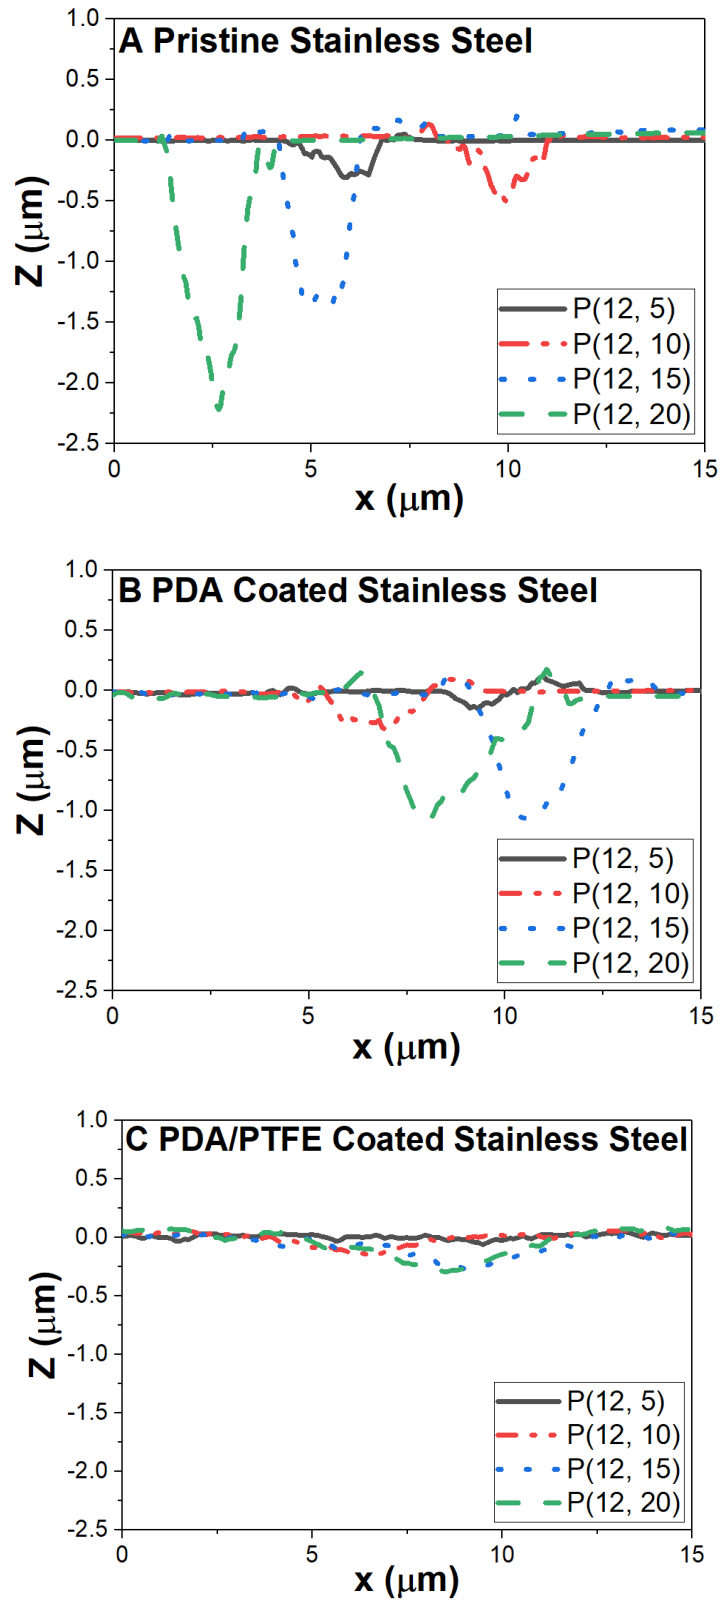 A Pristine Stainless Steel
1.0
0.5
0.0
-0.5
-1.0
-1.5
-2.0
-2.5
Z (μm)
P(12, 5)
P(12, 10)
P(12, 15)
P(12, 20)
0 5 10 15
x (μm)
B PDA Coated Stainless Steel
1.0
0.5
0.0
-0.5
-1.0
-1.5
-2.0
-2.5
Z (μm)
P(12, 5)
P(12, 10)
P(12, 15)
P(12, 20)
0 5 10 15
x (μm)
C PDA/PTFE Coated Stainless Steel
1.0
0.5
0.0
-0.5
-1.0
-1.5
-2.0
-2.5
Z (μm)
P(12, 5)
P(12, 10)
P(12, 15)
P(12, 20)
0 5 10 15
x (μm)